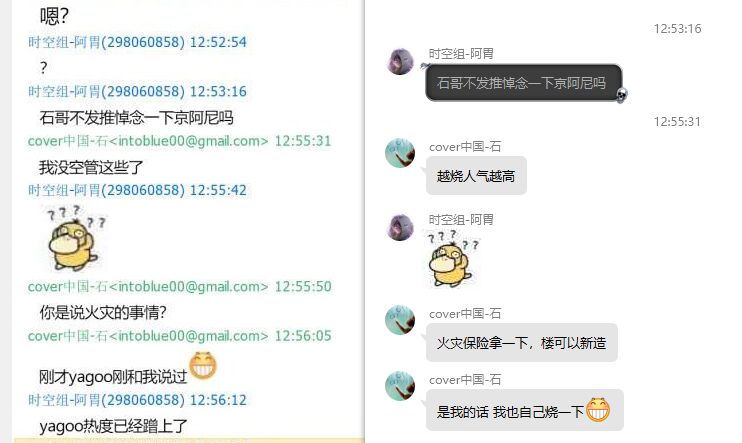 嗯?
时空组-阿胃(298060858) 12:52:54
?
时空组-阿胃(298060858) 12:53:16
石哥不发推悼念一下京阿尼吗
cover中国-石<intoblue00@gmail.com> 12:55:31
我没空管这些了
时空组-阿胃(298060858) 12:55:42
? ? ? ? ?
cover中国-石<intoblue00@gmail.com> 12:55:50
你是说火灾的事情?
cover中国-石<intoblue00@gmail.com> 12:56:05
刚才yagoo刚和我说过
时空组-阿胃(298060858) 12:56:12
yagoo热度已经蹭上了
12:53:16
时空组-阿胃
石哥不发推悼念一下京阿尼吗
12:55:31
cover中国-石
越烧人气越高
时空组-阿胃
? ? ? ? ?
cover中国-石
火灾保险拿一下，楼可以新造
cover中国-石
是我的话 我也自己烧一下